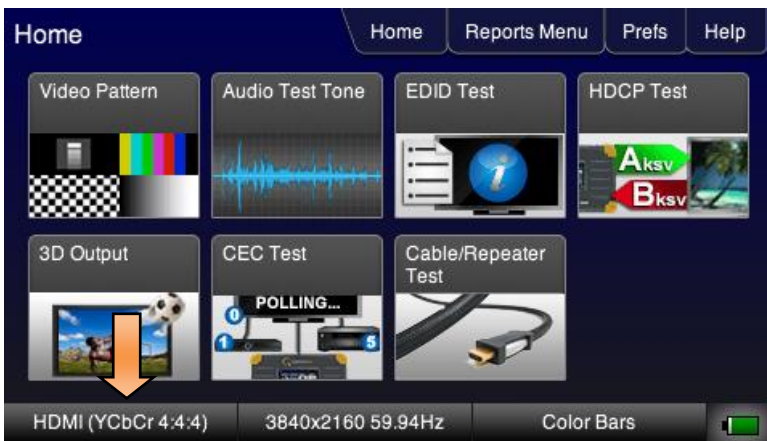 Home
Home
Reports Menu
Prefs
Help
Video Pattern
Audio Test Tone
EDID Test
HDCP Test
Aksv
Bksv
3D Output
CEC Test
Cable/Repeater
Test
POLLING...
0
1
5
HDMI (YCbCr 4:4:4)
3840x2160 59.94Hz
Color Bars